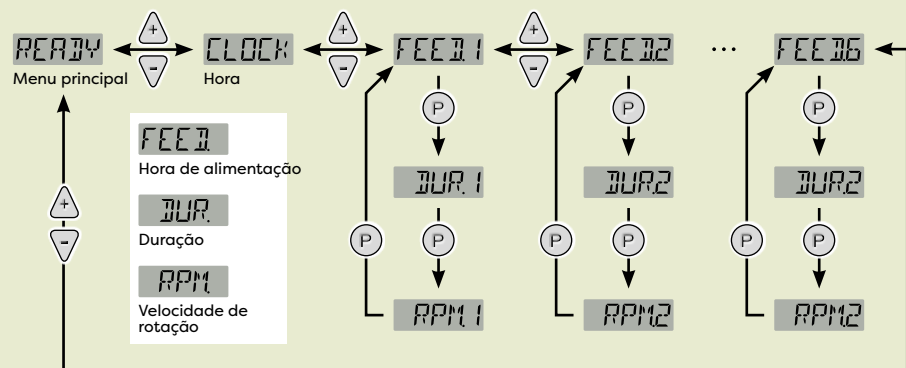 READY + - CLOCK + - FEED.1 + - FEED.2 ... FEED.6
Menu principal Hora
P P P
FEED.
Hora de alimentação
DUR.1 DUR.2 DUR.2
+
-
DUR.
Duração
P P P P P P
RPM.
Velocidade de
rotação
RPM.1 RPM.2 RPM.2